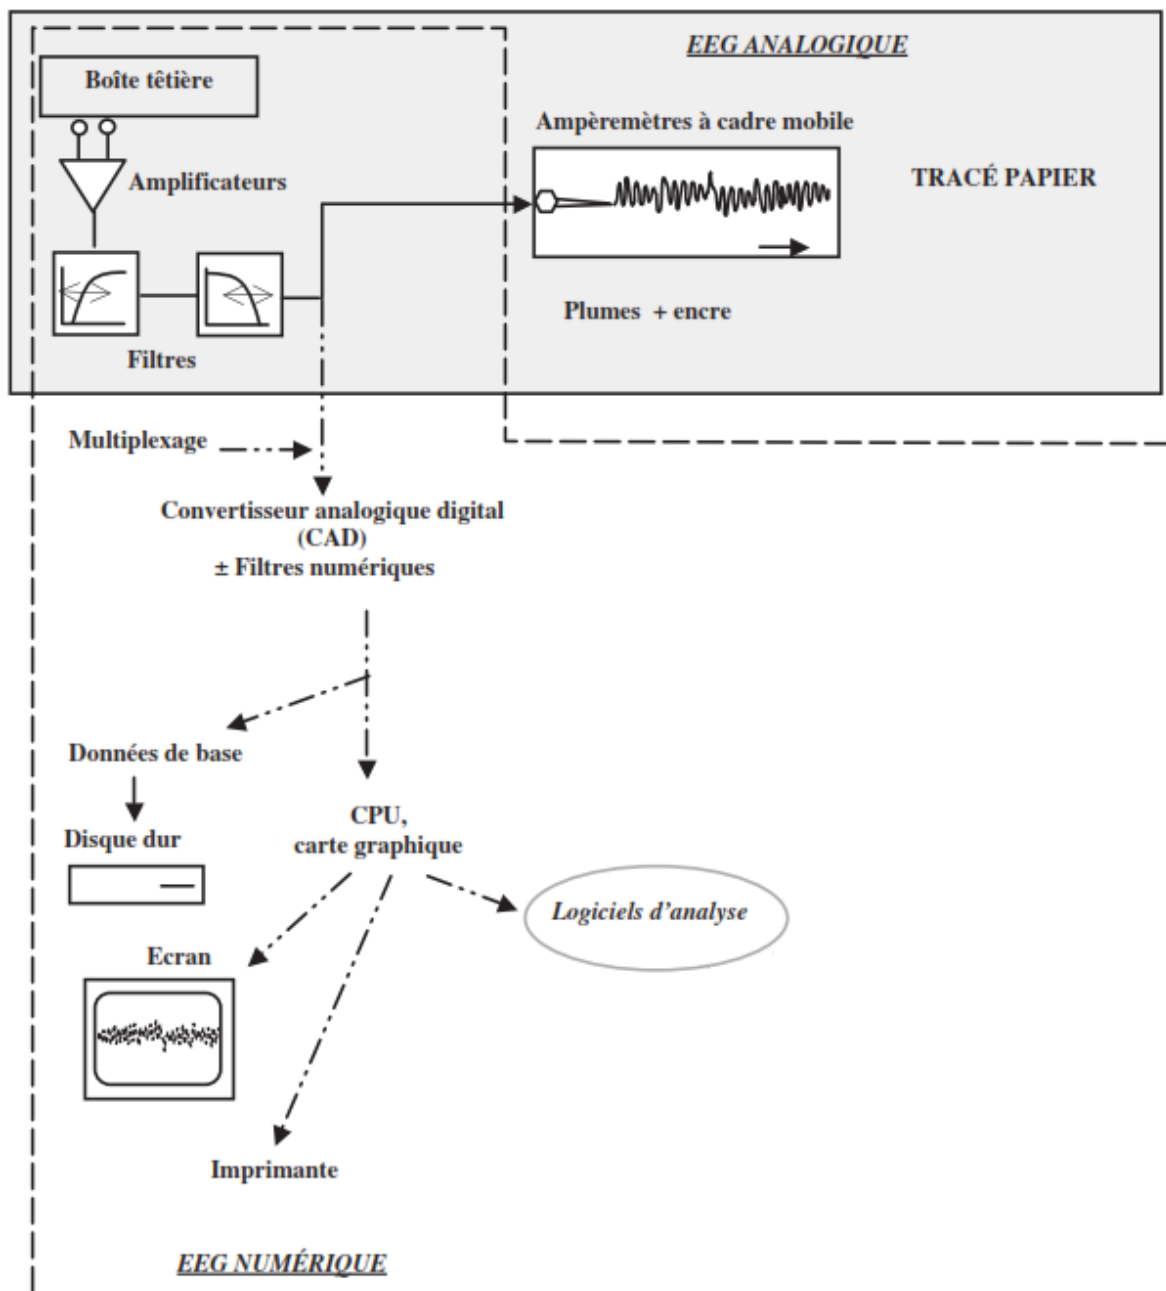 EEG ANALOGIQUE
Boîte têtière
Ampèremètres à cadre mobile
Amplificateurs
TRACÉ PAPIER
Plumes + encre
Filtres
Multiplexage
Convertisseur analogique digital
(CAD)
± Filtres numériques
Données de base
Disque dur
CPU,
carte graphique
Logiciels d’analyse
Ecran
Imprimante
EEG NUMÉRIQUE